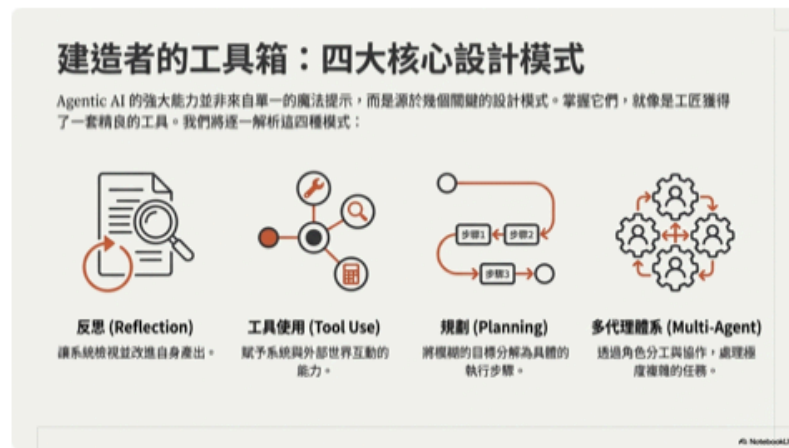 建造者的工具箱：四大核心設計模式
Agentic AI 的強大能力並非來自單一的魔法提示，而是源於幾個關鍵的設計模式。掌握它們，就像是工匠獲得
了一套精良的工具。我們將逐一解析這四種模式：
步驟1
步驟2
步驟3
反思 (Reflection)
讓系統檢視並改進自身產出。
工具使用 (Tool Use)
賦予系統與外部世界互動的
能力。
規劃 (Planning)
將模糊的目標分解為具體的
執行步驟。
多代理體系 (Multi-Agent)
透過角色分工與協作，處理極
度複雜的任務。